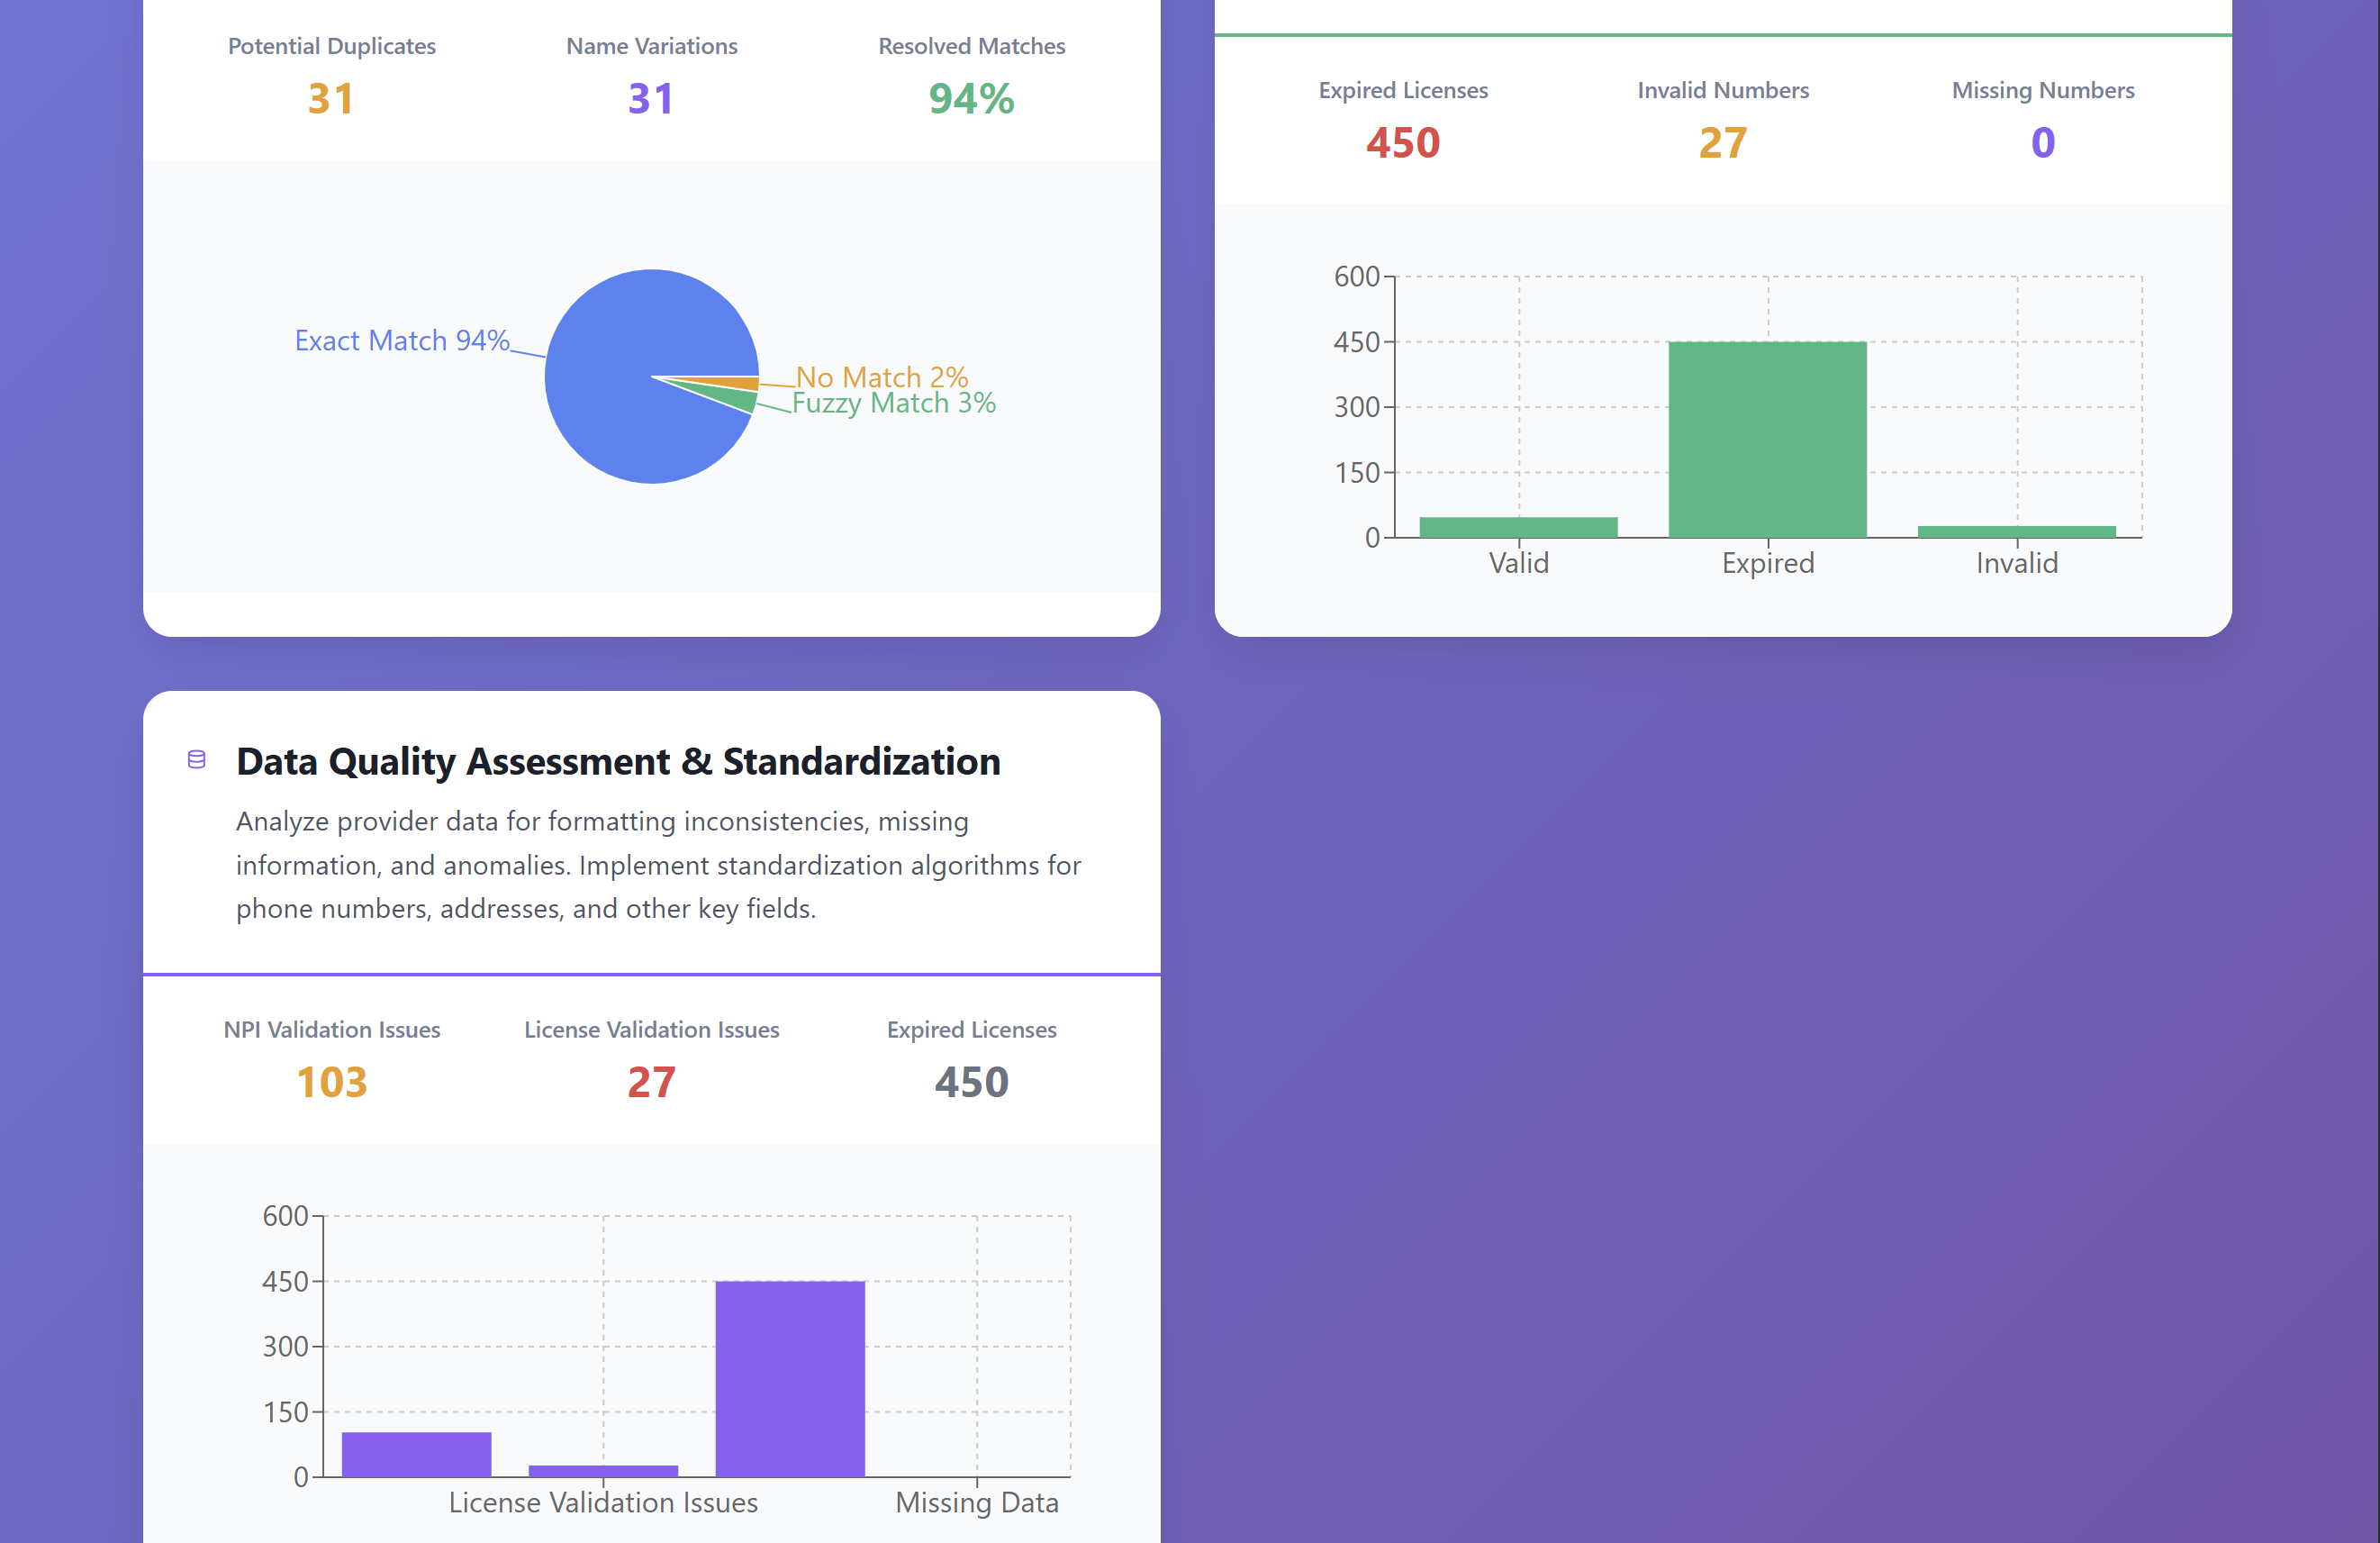 Potential Duplicates
31
Name Variations
31
Resolved Matches
94%
Exact Match 94%
No Match 2%
Fuzzy Match 3%
Expired Licenses
450
Invalid Numbers
27
Missing Numbers
0
600
450
300
150
0
Valid
Expired
Invalid
Data Quality Assessment & Standardization
Analyze provider data for formatting inconsistencies, missing
information, and anomalies. Implement standardization algorithms for
phone numbers, addresses, and other key fields.
NPI Validation Issues
103
License Validation Issues
27
Expired Licenses
450
600
450
300
150
0
License Validation Issues
Missing Data